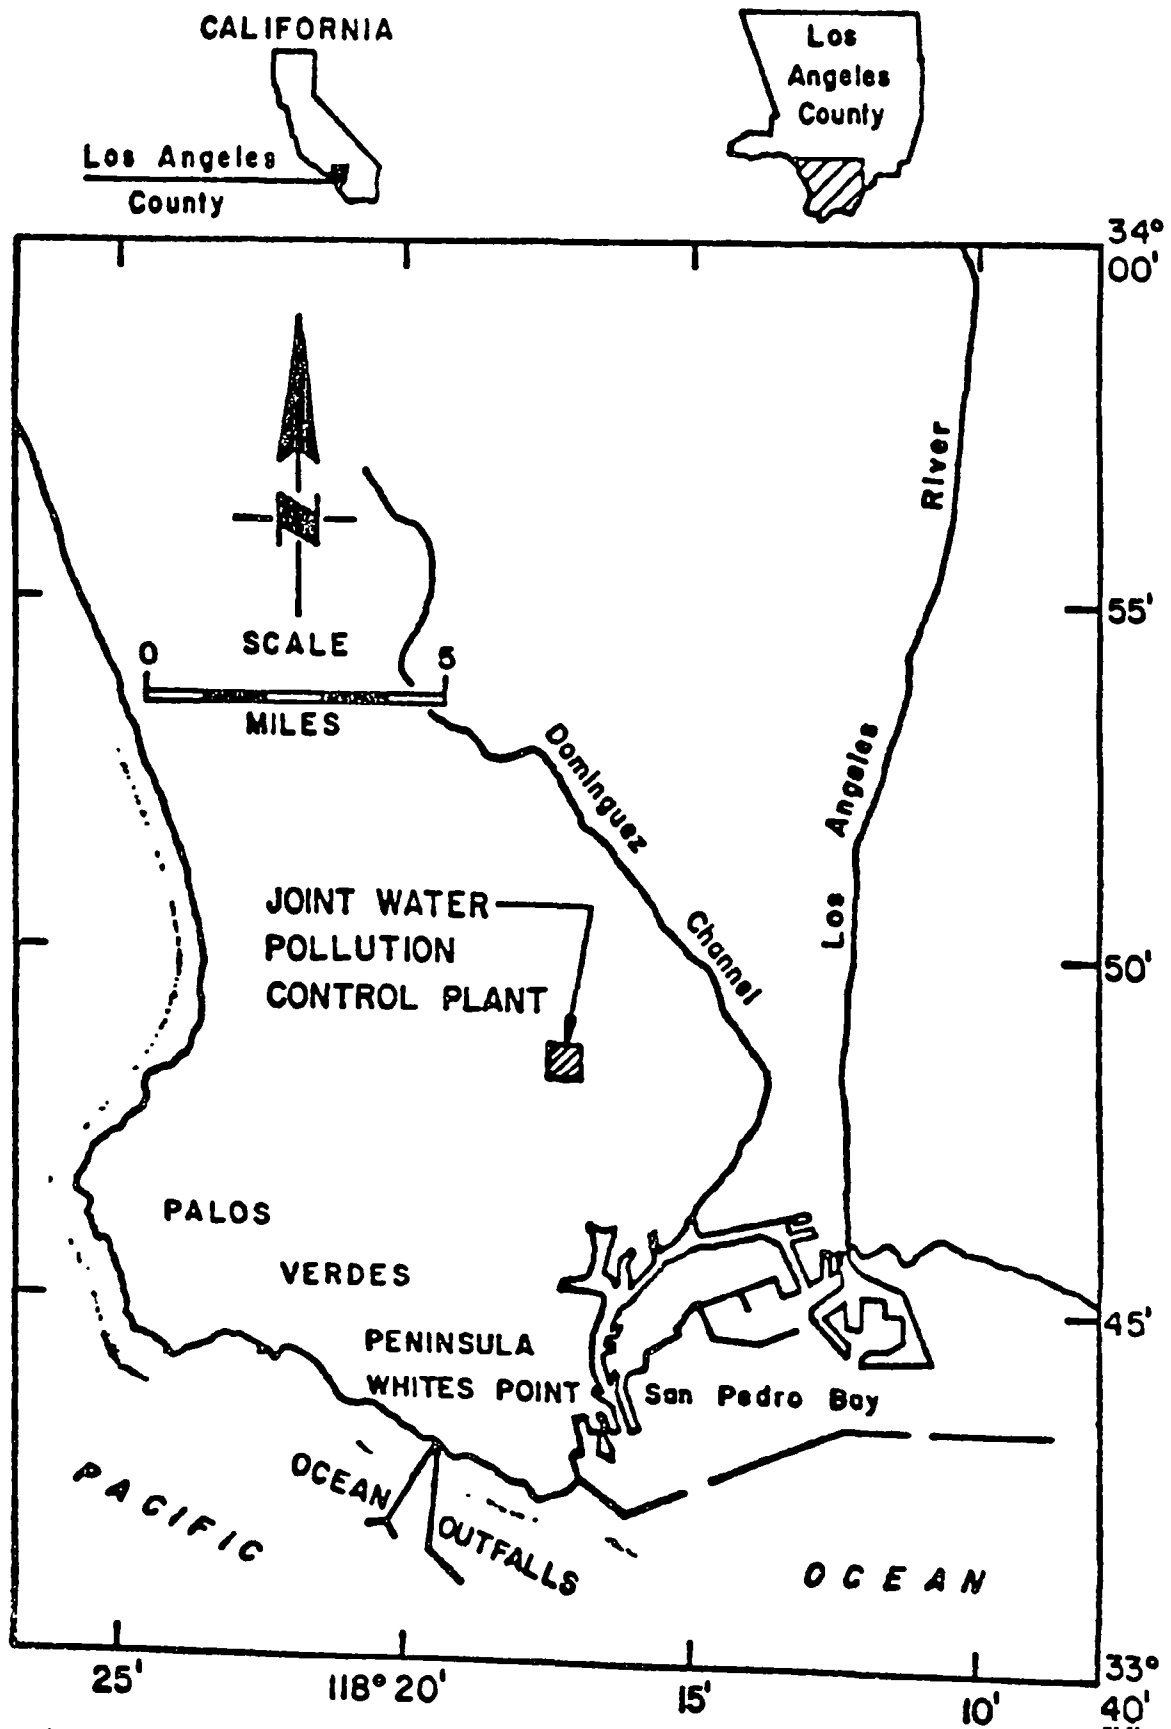 CALIFORNIA
Los Angeles
County
Los
Angeles
County
34°
00'
N
River
SCALE
0 5
MILES
55'
Dominguez
Channel
Los Angeles
JOINT WATER
POLLUTION
CONTROL PLANT
50'
PALOS
VERDES
PENINSULA
WHITES POINT
San Pedro Bay
45'
OCEAN
OUTFALLS
PACIFIC
OCEAN
25'
118° 20'
15'
10'
33°
40'